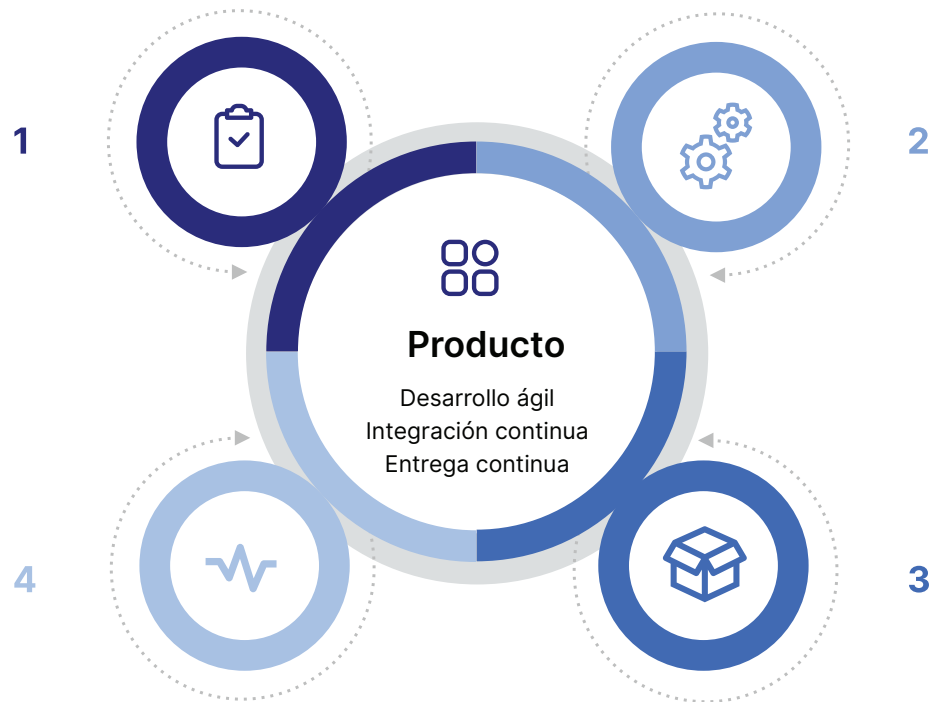 1
2
Producto
Desarrollo ágil
Integración continua
Entrega continua
4
3